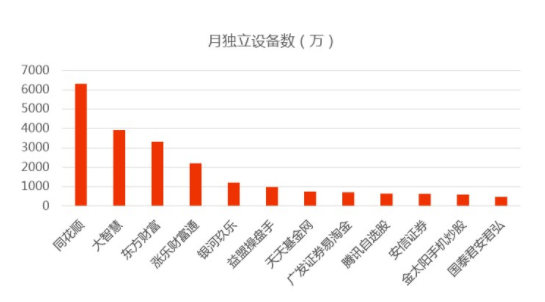 月独立设备数（万）
7000
6000
5000
4000
3000
2000
1000
0
同花顺
大智慧
东方财富
涨乐财富通
银河玖乐
益盟操盘手
天天基金网
广发证券易淘金
腾讯自选股
安信证券
金太阳手机炒股
国泰君安君弘